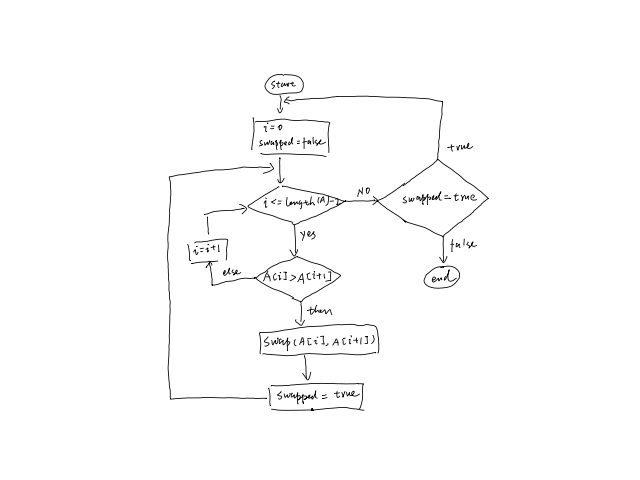 start
i=0
swapped=false
i<=length(A)-2
NO
swapped=true
true
false
end
yes
A[i]>A[i+1]
else
i=i+1
then
swap(A[i], A[i+1])
swapped= true